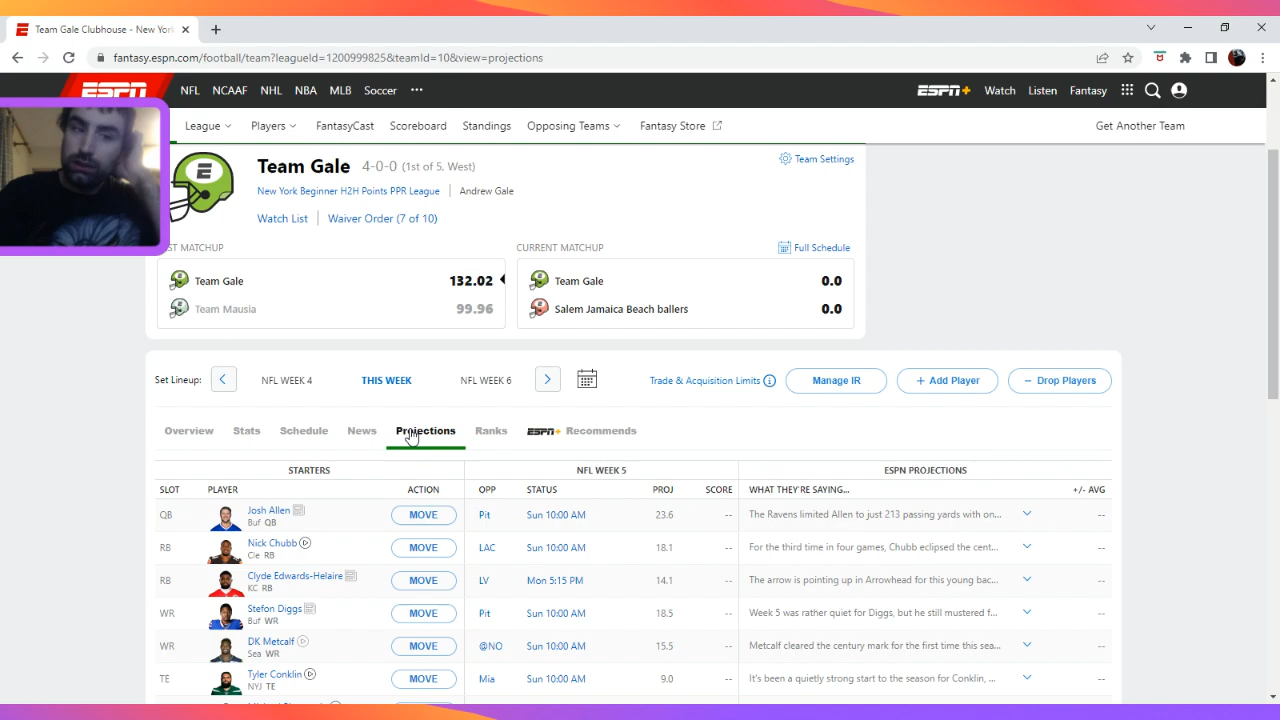 Team Gale Clubhouse - New York
fantasy.espn.com/football/team?leagueId=1200999825&teamId=10&view=projections
ESPN NFL NCAAF NHL NBA MLB Soccer ••• ESPN+ Watch Listen Fantasy
League Players FantasyCast Scoreboard Standings Opposing Teams Fantasy Store Get Another Team
Team Gale 4-0-0 (1st of 5, West) Team Settings
New York Beginner H2H Points PPR League | Andrew Gale
Watch List | Waiver Order (7 of 10)
MATCHUP CURRENT MATCHUP Full Schedule
Team Gale 132.02 Team Gale 0.0
Team Mausia 99.96 Salem Jamaica Beach ballers 0.0
Set Lineup: NFL WEEK 4 THIS WEEK NFL WEEK 6 Trade & Acquisition Limits Manage IR + Add Player − Drop Players
Overview Stats Schedule News Projections Ranks ESPN+ Recommends
STARTERS NFL WEEK 5 ESPN PROJECTIONS
SLOT PLAYER ACTION OPP STATUS PROJ SCORE WHAT THEY'RE SAYING... +/- AVG
QB Josh Allen MOVE Pit Sun 10:00 AM 23.6 -- The Ravens limited Allen to just 213 passing yards with on... --
Buf QB
RB Nick Chubb MOVE LAC Sun 10:00 AM 18.1 -- For the third time in four games, Chubb eclipsed the cent... --
Cle RB
RB Clyde Edwards-Helaire MOVE LV Mon 5:15 PM 14.1 -- The arrow is pointing up in Arrowhead for this young bac... --
KC RB
WR Stefon Diggs MOVE Pit Sun 10:00 AM 18.5 -- Week 5 was rather quiet for Diggs, but he still mustered f... --
Buf WR
WR DK Metcalf MOVE @NO Sun 10:00 AM 15.5 -- Metcalf cleared the century mark for the first time this sea... --
Sea WR
TE Tyler Conklin MOVE Mia Sun 10:00 AM 9.0 -- It's been a quietly strong start to the season for Conklin, ... --
NYJ TE